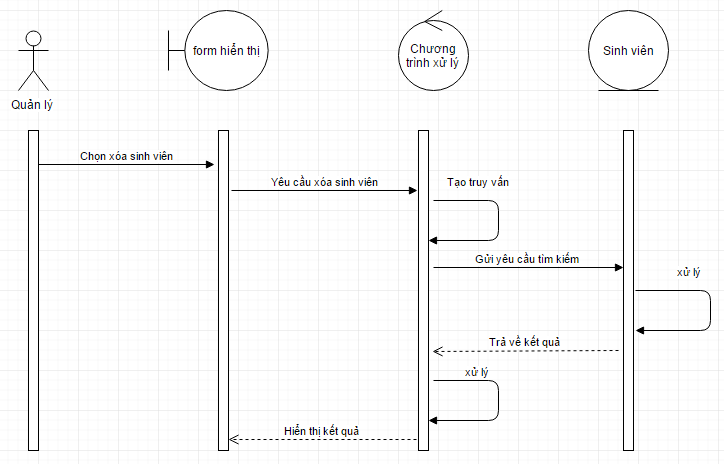 form hiển thị
Chương
trình xử lý
Sinh viên
Quản lý
Chọn xóa sinh viên
Yêu cầu xóa sinh viên
Tạo truy vấn
Gửi yêu cầu tìm kiếm
xử lý
Trả về kết quả
xử lý
Hiển thị kết quả